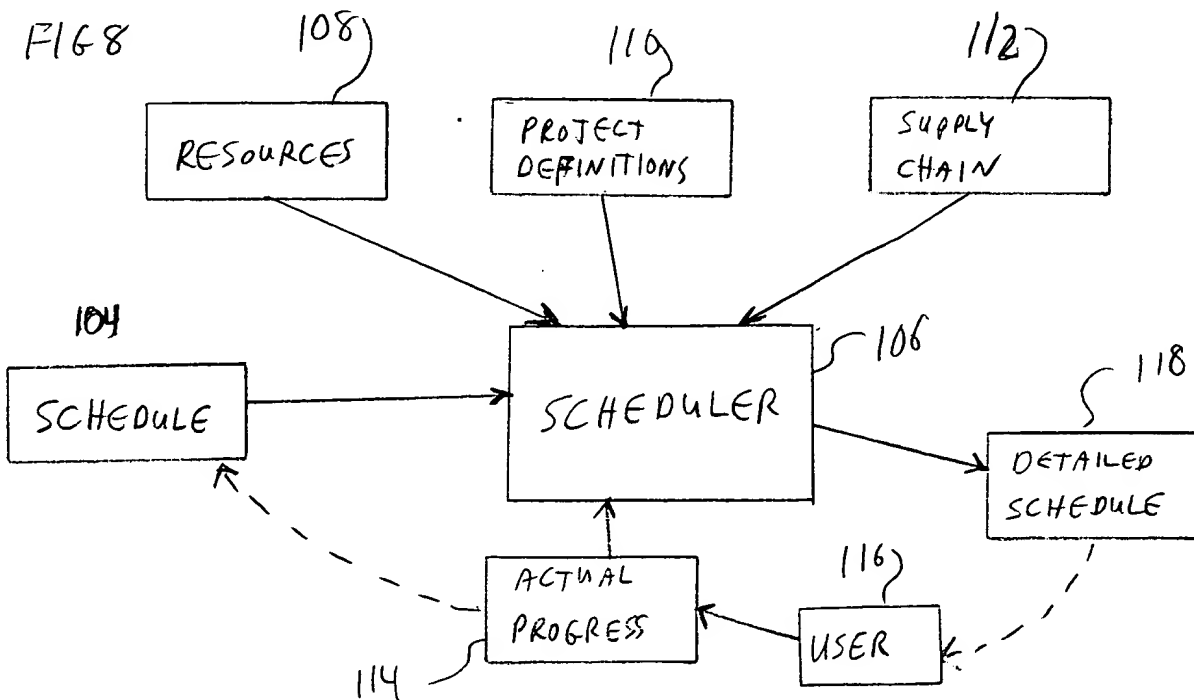 FIG 8
108
110
112
RESOURCES
PROJECT
DEFINITIONS
SUPPLY
CHAIN
104
SCHEDULE
SCHEDULER
106
118
DETAILED
SCHEDULE
ACTUAL
PROGRESS
114
116
USER